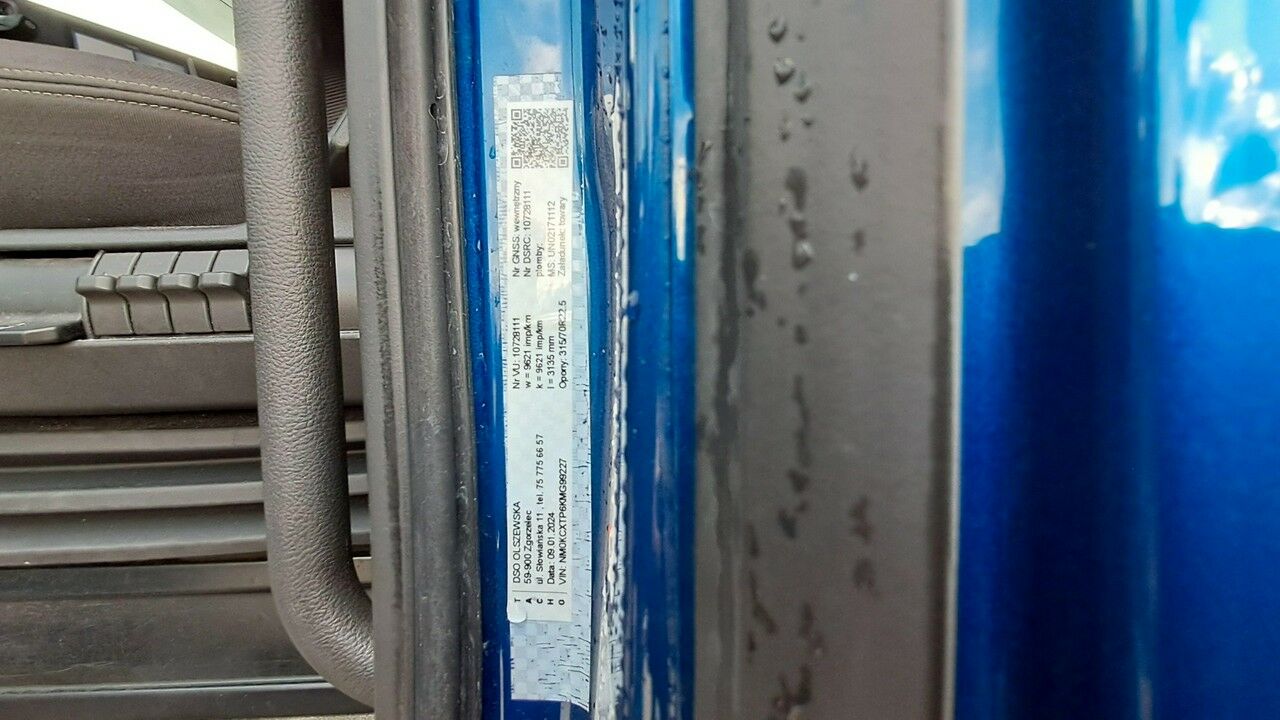 T
A
C
H
O
DSO OLSZEWSKA
59-900 Zgorzelec
ul. Słowiańska 11 , tel. 75 775 66 57
Data: 09.01.2024
VIN: NM0KCXTP6KMG99227
Nr VU: 10728111
w = 9621 imp/km
k = 9621 imp/km
l = 3135 mm
Opony: 315/70R22.5
Nr GNSS: wewnętrzny
Nr DSRC: 10728111
plomby:
MS: UN02171112
Załadunek: towary